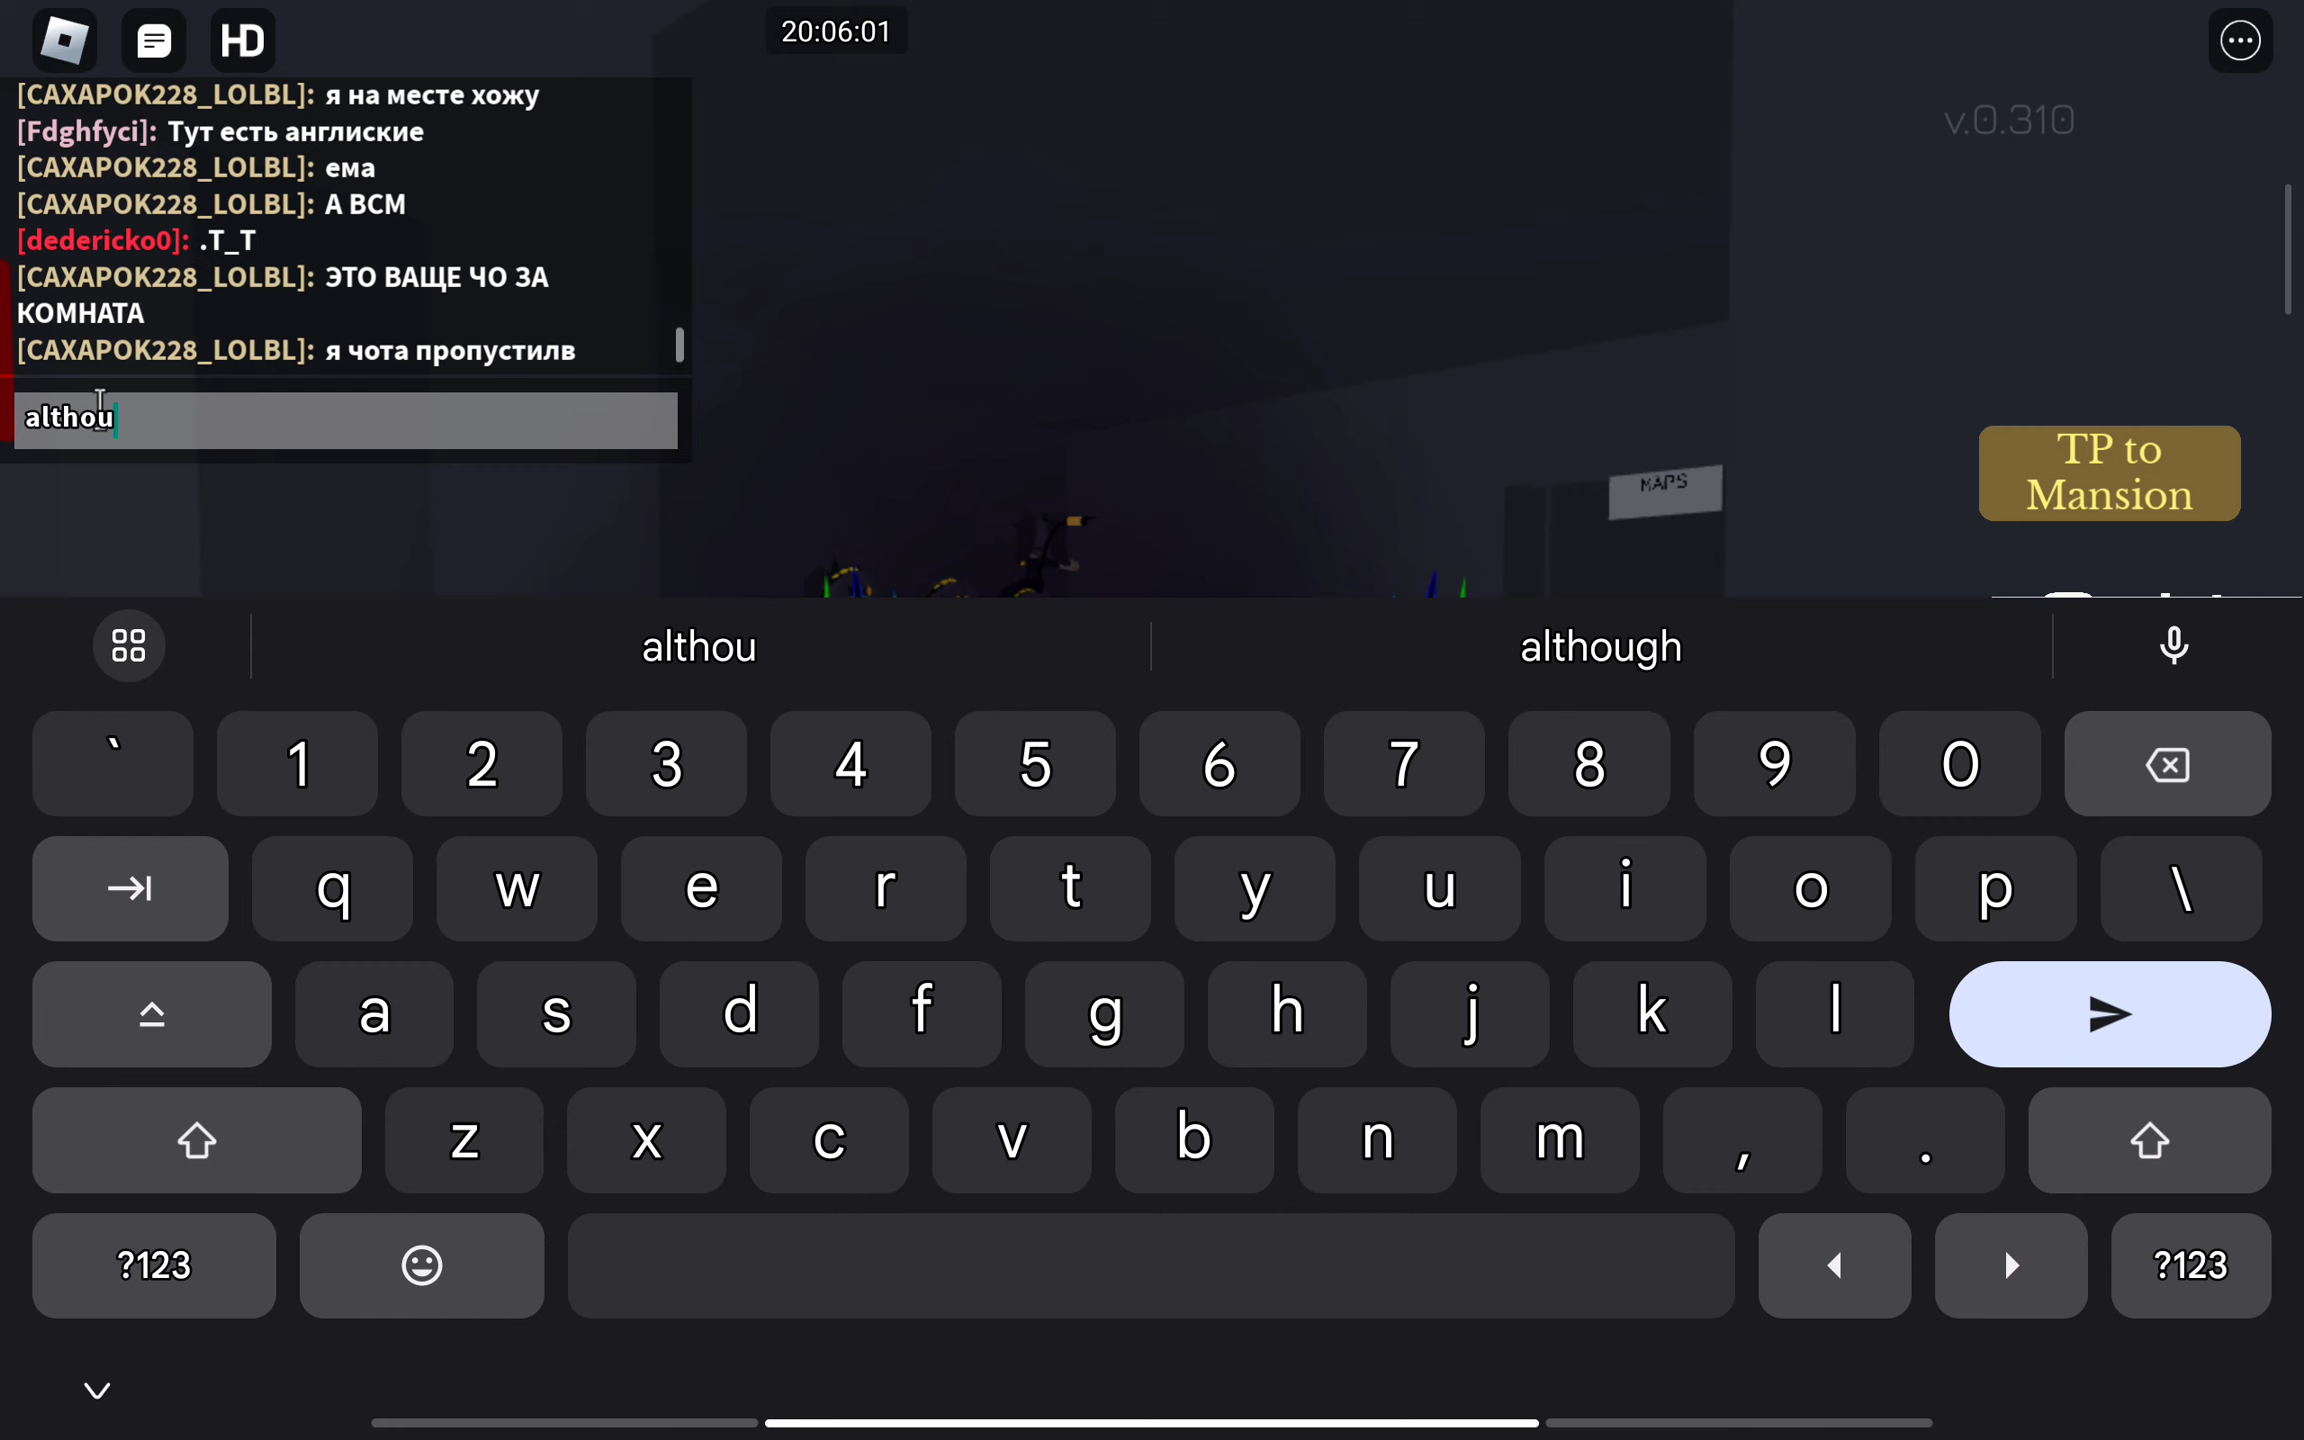 HD
20:06:01
[CAXAPOK228_LOLBL]: я на месте хожу
[Fdghfyci]: Тут есть англиские
[CAXAPOK228_LOLBL]: ема
[CAXAPOK228_LOLBL]: А ВСМ
[dedericko0]: .T_T
[CAXAPOK228_LOLBL]: ЭТО ВАЩЕ ЧО ЗА
КОМНАТА
[CAXAPOK228_LOLBL]: я чота пропустилв
althou
v.0.310
TP to
Mansion
MAPS
althou although
` 1 2 3 4 5 6 7 8 9 0
q w e r t y u i o p \
a s d f g h j k l
z x c v b n m , .
?123 ?123